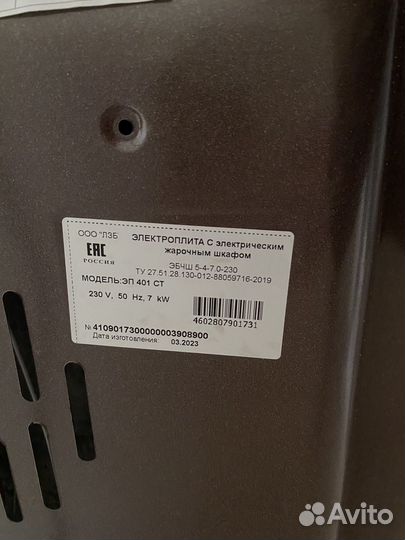 ООО "ЛЗБ
ЭЛЕКТРОПЛИТА С электрическим
жарочным шкафом
ЕАС
РОССИЯ
ЭБЧШ 5-4-7.0-230
ТУ 27.51.28.130-012-88059716-2019
МОДЕЛЬ:ЭП 401 СТ
230 V, 50 Hz, 7 kW
4602807901731
№ 4109017300000003908900
Дата изготовления: 03.2023
Avito